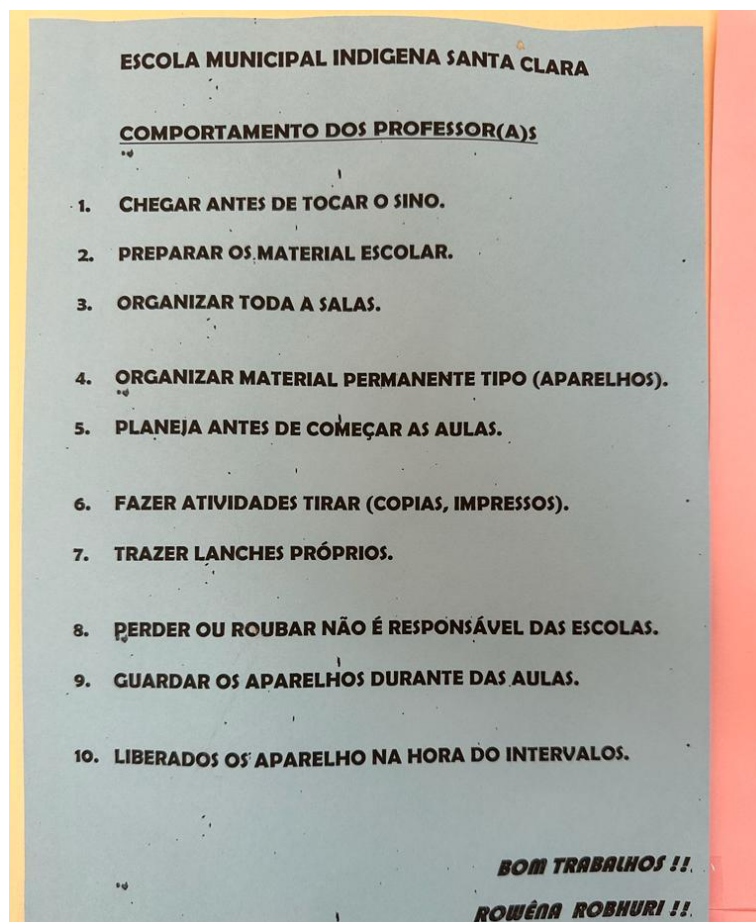 ESCOLA MUNICIPAL INDIGENA SANTA CLARA
COMPORTAMENTO DOS PROFESSOR(A)S
1. CHEGAR ANTES DE TOCAR O SINO.
2. PREPARAR OS MATERIAL ESCOLAR.
3. ORGANIZAR TODA A SALAS.
4. ORGANIZAR MATERIAL PERMANENTE TIPO (APARELHOS).
5. PLANEJA ANTES DE COMEÇAR AS AULAS.
6. FAZER ATIVIDADES TIRAR (COPIAS, IMPRESSOS).
7. TRAZER LANCHES PRÓPRIOS.
8. PERDER OU ROUBAR NÃO É RESPONSÁVEL DAS ESCOLAS.
9. GUARDAR OS APARELHOS DURANTE DAS AULAS.
10. LIBERADOS OS APARELHO NA HORA DO INTERVALOS.
BOM TRABALHOS !!
ROWÊNA ROBHURI !!